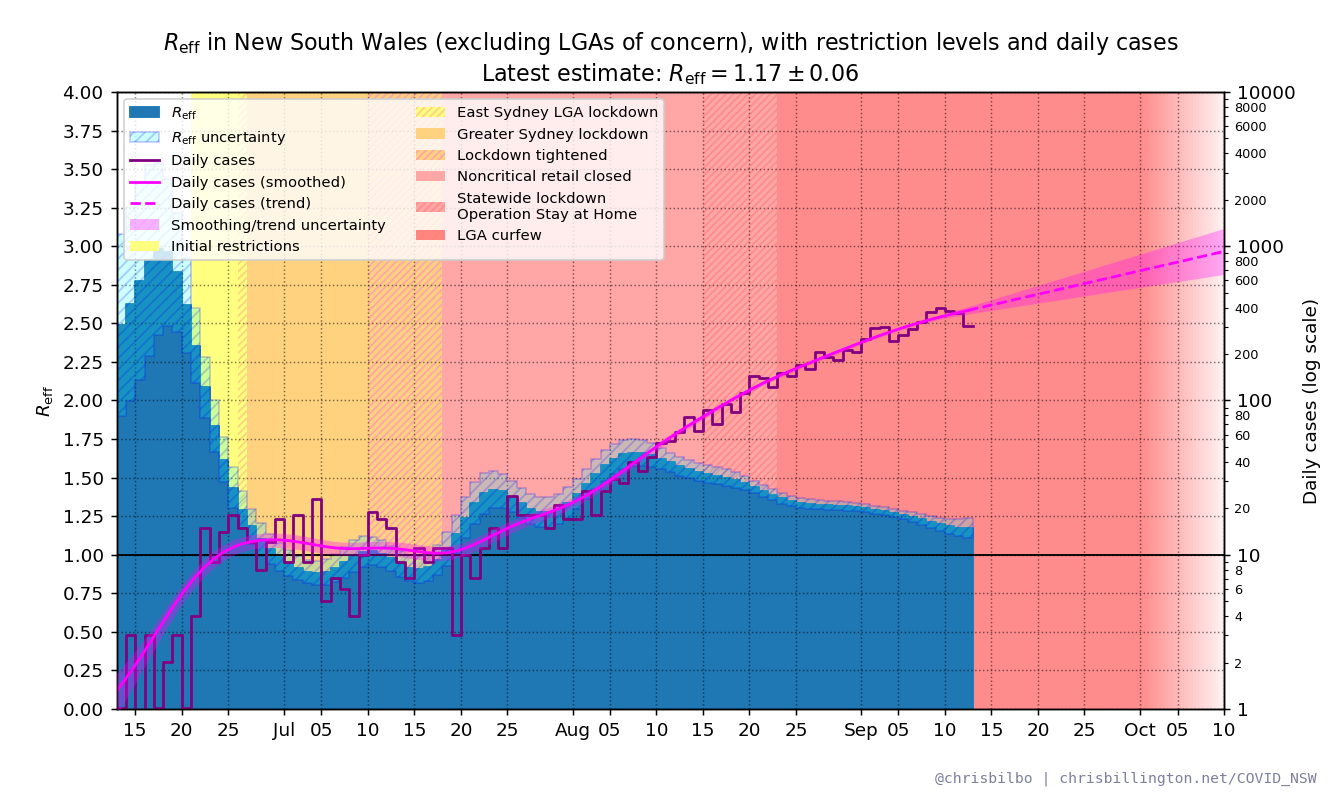 Reff in New South Wales (excluding LGAs of concern), with restriction levels and daily cases
Latest estimate: Reff = 1.17 ± 0.06
Reff
Reff uncertainty
Daily cases
Daily cases (smoothed)
Daily cases (trend)
Smoothing/trend uncertainty
Initial restrictions
East Sydney LGA lockdown
Greater Sydney lockdown
Lockdown tightened
Noncritical retail closed
Statewide lockdown
Operation Stay at Home
LGA curfew
Reff
4.00
3.75
3.50
3.25
3.00
2.75
2.50
2.25
2.00
1.75
1.50
1.25
1.00
0.75
0.50
0.25
0.00
10000
8000
6000
4000
2000
1000
800
600
400
200
100
80
60
40
20
10
8
6
4
2
1
Daily cases (log scale)
15 20 25 Jul 05 10 15 20 25 Aug 05 10 15 20 25 Sep 05 10 15 20 25 Oct 05 10
@chrisbilbo | chrisbillington.net/COVID_NSW